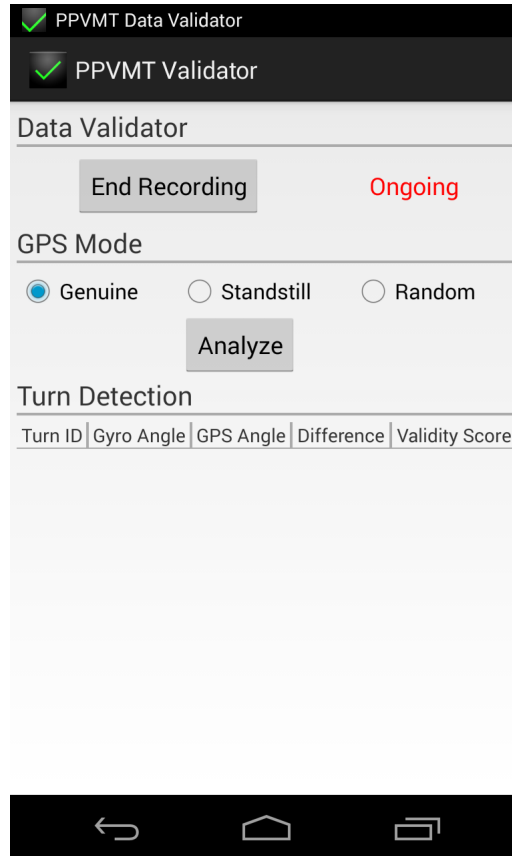 PPVMT Data Validator
PPVMT Validator
Data Validator
End Recording Ongoing
GPS Mode
Genuine Standstill Random
Analyze
Turn Detection
Turn ID Gyro Angle GPS Angle Difference Validity Score